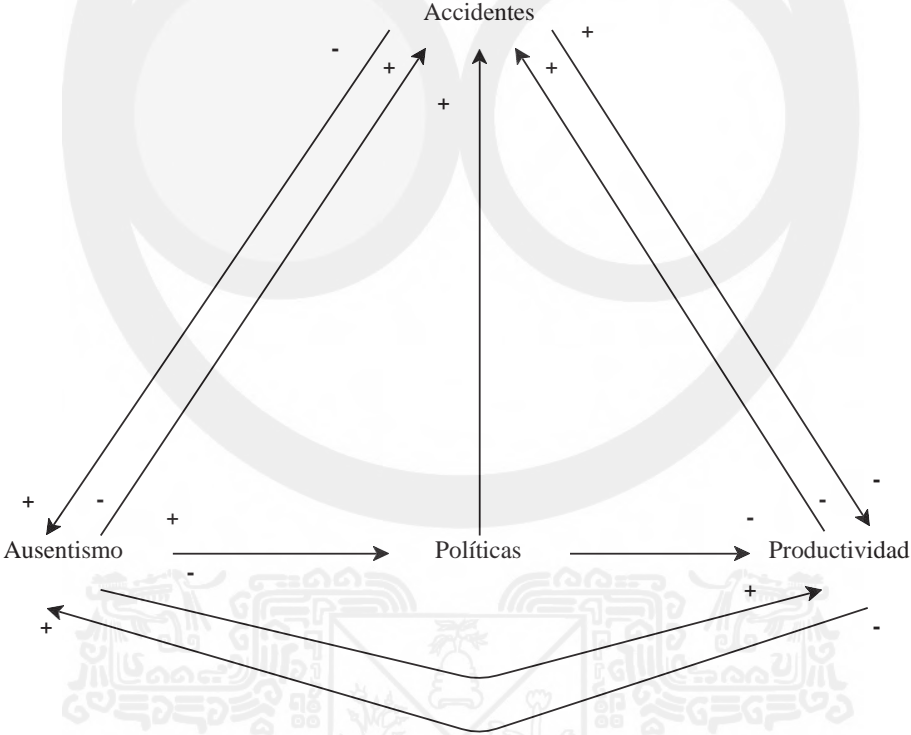 Accidentes
- +
+ +
+
-
+ - - -
+ -
Ausentismo Políticas Productividad
- +
+ -